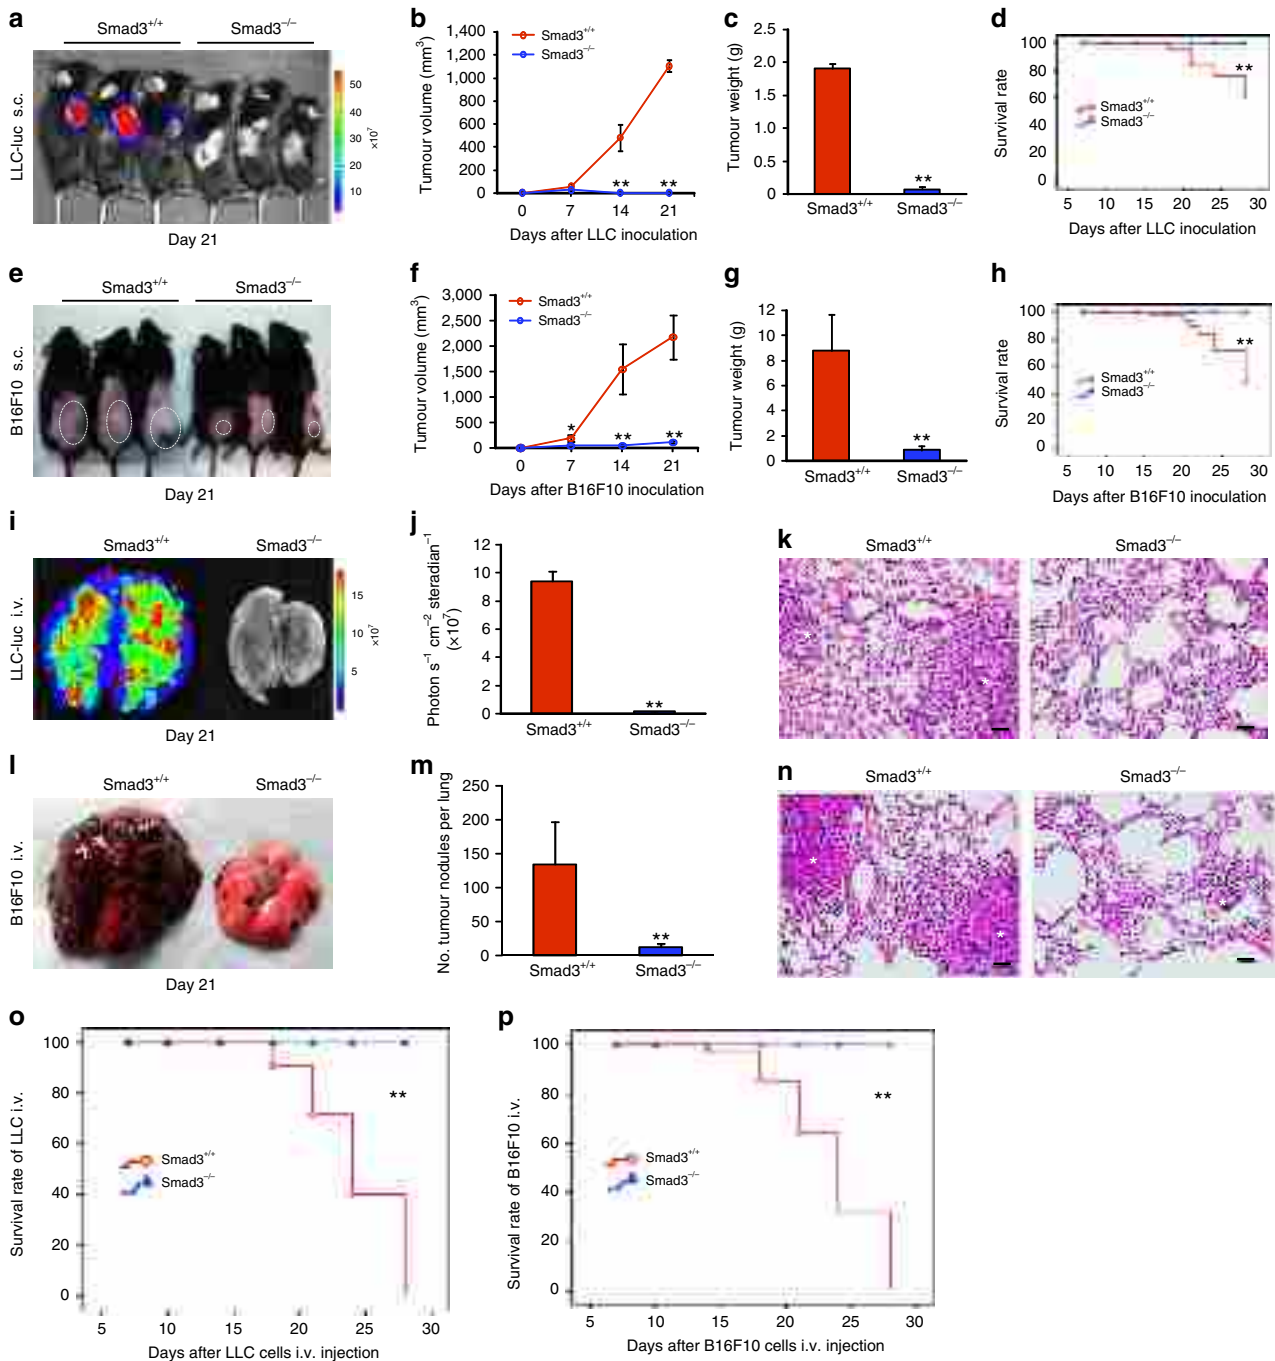 a
Smad3+/+ Smad3–/–
LLC-luc s.c.
50
40
30
20
10
×10⁷
Day 21
b
Tumour volume (mm³)
1,400
1,200
1,000
800
600
400
200
0
Smad3+/+
Smad3–/–
** **
0 7 14 21
Days after LLC inoculation
c
Tumour weight (g)
2.5
2.0
1.5
1.0
0.5
0
**
Smad3+/+ Smad3–/–
d
Survival rate
100
80
60
40
20
0
**
Smad3+/+
Smad3–/–
5 10 15 20 25 30
Days after LLC inoculation
e
Smad3+/+ Smad3–/–
B16F10 s.c.
Day 21
f
Tumour volume (mm³)
3,000
2,500
2,000
1,500
1,000
500
0
Smad3+/+
Smad3–/–
* ** **
0 7 14 21
Days after B16F10 inoculation
g
Tumour weight (g)
12
10
8
6
4
2
0
**
Smad3+/+ Smad3–/–
h
Survival rate
100
80
60
40
20
0
**
Smad3+/+
Smad3–/–
5 10 15 20 25 30
Days after B16F10 inoculation
i
Smad3+/+ Smad3–/–
LLC-luc i.v.
15
10
5
×10⁷
Day 21
j
Photon s⁻¹ cm⁻² steradian⁻¹
(×10⁷)
12
10
8
6
4
2
0
**
Smad3+/+ Smad3–/–
k
Smad3+/+ Smad3–/–
*
*
l
Smad3+/+ Smad3–/–
B16F10 i.v.
Day 21
m
No. tumour nodules per lung
250
200
150
100
50
0
**
Smad3+/+ Smad3–/–
n
Smad3+/+ Smad3–/–
*
*
*
o
Survival rate of LLC i.v.
100
80
60
40
20
0
**
Smad3+/+
Smad3–/–
5 10 15 20 25 30
Days after LLC cells i.v. injection
p
Survival rate of B16F10 i.v.
100
80
60
40
20
0
**
Smad3+/+
Smad3–/–
5 10 15 20 25 30
Days after B16F10 cells i.v. injection